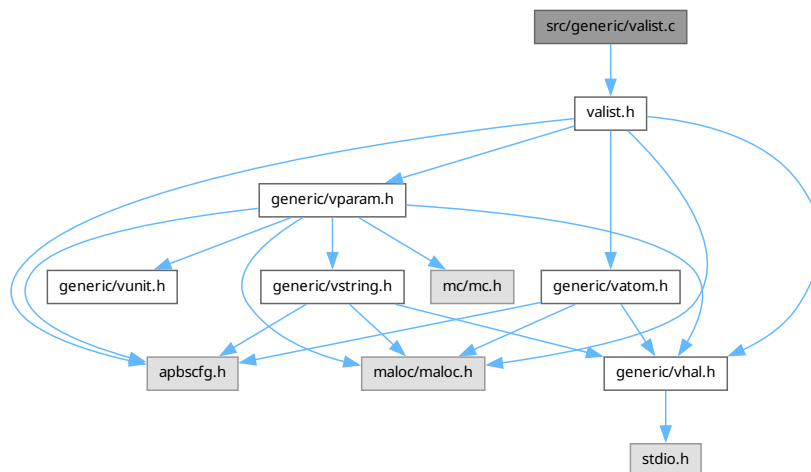 src/generic/valist.c
valist.h
generic/vparam.h
generic/vunit.h
generic/vstring.h
mc/mc.h
generic/vatom.h
apbscfg.h
maloc/maloc.h
generic/vhal.h
stdio.h